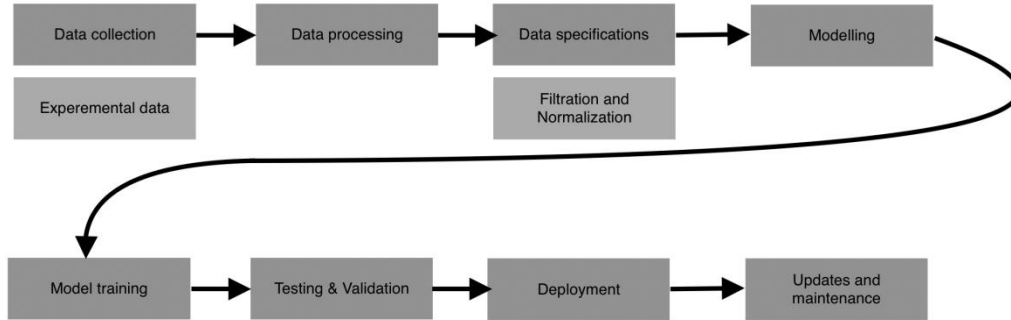 Data collection
Data processing
Data specifications
Modelling
Experemental data
Filtration and
Normalization
Model training
Testing & Validation
Deployment
Updates and
maintenance